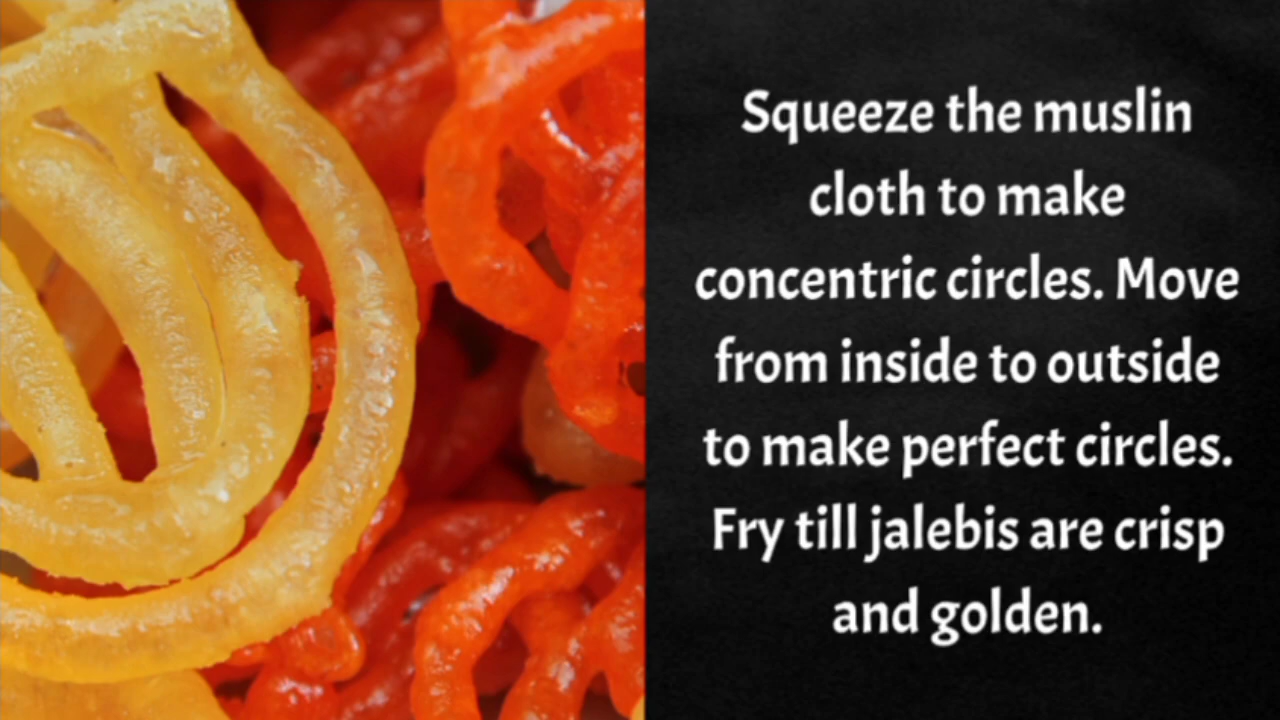 Squeeze the muslin
cloth to make
concentric circles. Move
from inside to outside
to make perfect circles.
Fry till jalebis are crisp
and golden.